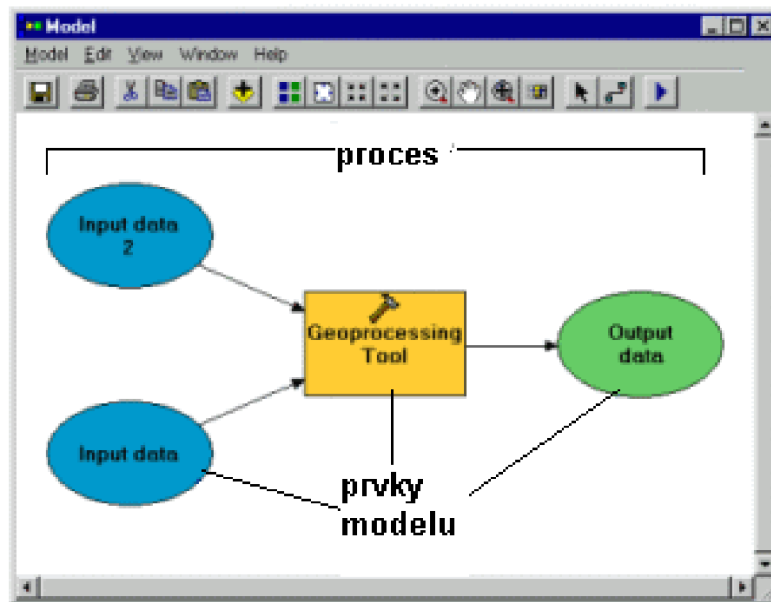 Model
Model Edit View Window Help
proces
Input data
2
Geoprocessing
Tool
Output
data
Input data
prvky
modelu